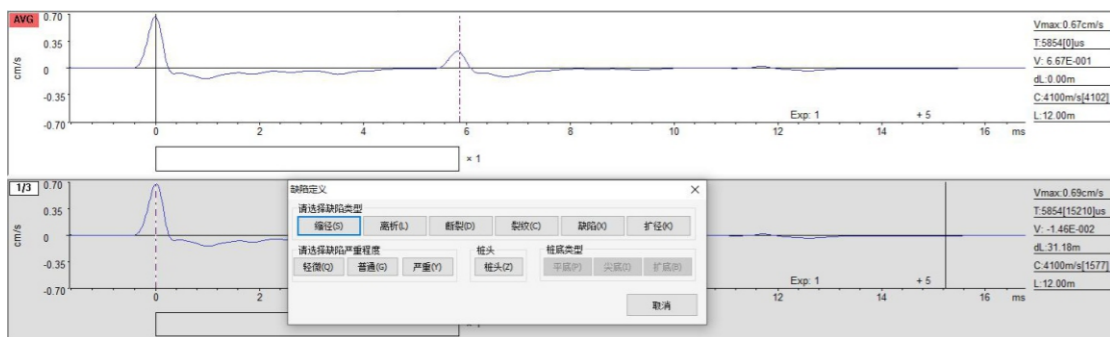 AVG
0.70
0.35
0
-0.35
-0.70
cm/s
0 2 4 6 8 10 12 14 16 ms
Exp: 1 + 5
× 1
Vmax:0.67cm/s
T:5854[0]us
V: 6.67E-001
dL:0.00m
C:4100m/s[4102]
L:12.00m
1/3
0.70
0.35
0
-0.35
-0.70
cm/s
0 2 12 14 16 ms
Exp: 1 + 5
Vmax:0.69cm/s
T:5854[15210]us
V: -1.46E-002
dL:31.18m
C:4100m/s[1577]
L:12.00m
缺陷定义
请选择缺陷类型
缩径(S) 离析(L) 断裂(D) 裂纹(C) 缺陷(X) 扩径(K)
请选择缺陷严重程度 桩头 桩底类型
轻微(Q) 普通(G) 严重(Y) 桩头(Z) 平底(P) 尖底(I) 扩底(B)
取消